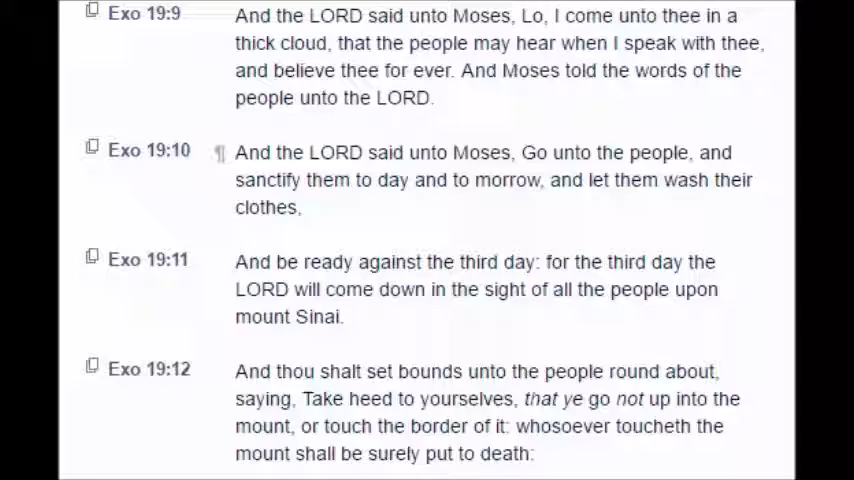 Exo 19:9 And the LORD said unto Moses, Lo, I come unto thee in a
thick cloud, that the people may hear when I speak with thee,
and believe thee for ever. And Moses told the words of the
people unto the LORD.
Exo 19:10 ¶ And the LORD said unto Moses, Go unto the people, and
sanctify them to day and to morrow, and let them wash their
clothes,
Exo 19:11 And be ready against the third day: for the third day the
LORD will come down in the sight of all the people upon
mount Sinai.
Exo 19:12 And thou shalt set bounds unto the people round about,
saying, Take heed to yourselves, that ye go not up into the
mount, or touch the border of it: whosoever toucheth the
mount shall be surely put to death: